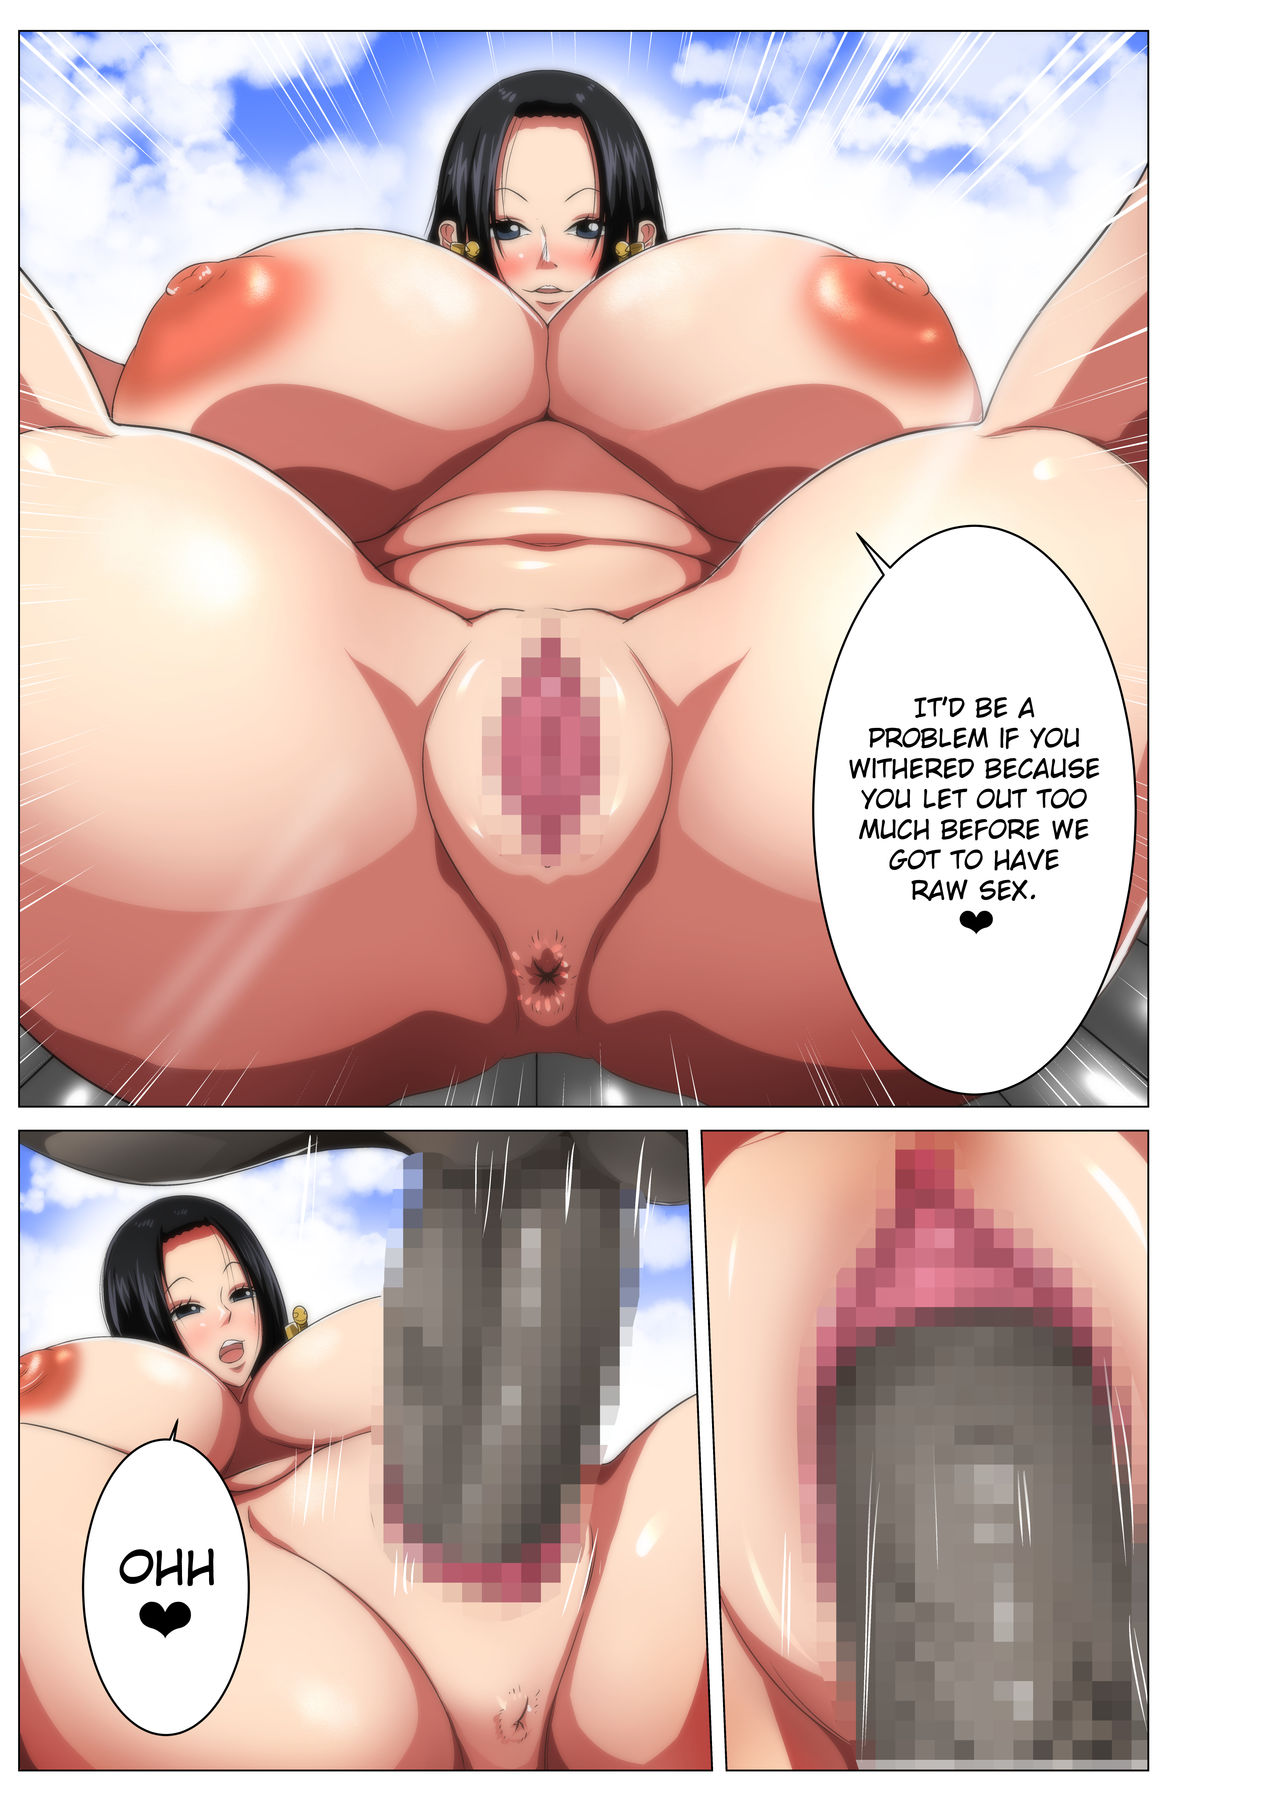 IT'D BE A
PROBLEM IF YOU
WITHERED BECAUSE
YOU LET OUT TOO
MUCH BEFORE WE
GOT TO HAVE
RAW SEX.
❤
OHH
❤